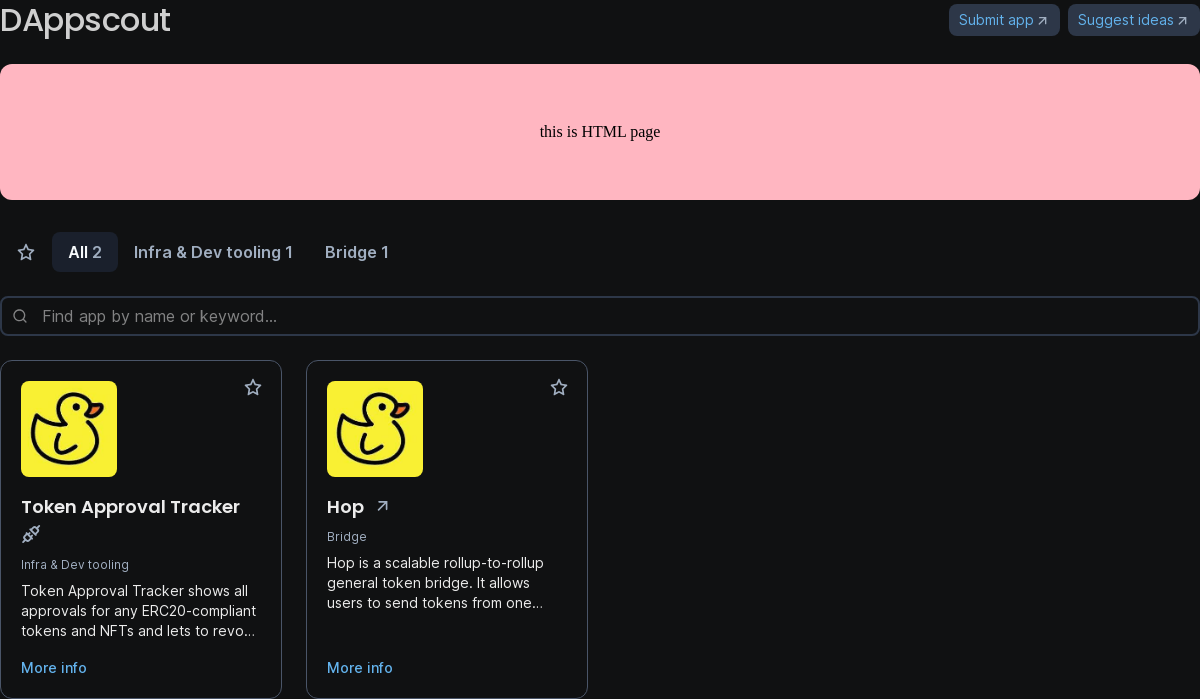 DAppscout
Submit app
Suggest ideas
this is HTML page
All 2
Infra & Dev tooling 1
Bridge 1
Find app by name or keyword...
Token Approval Tracker
Infra & Dev tooling
Token Approval Tracker shows all
approvals for any ERC20-compliant
tokens and NFTs and lets to revo…
More info
Hop
Bridge
Hop is a scalable rollup-to-rollup
general token bridge. It allows
users to send tokens from one…
More info